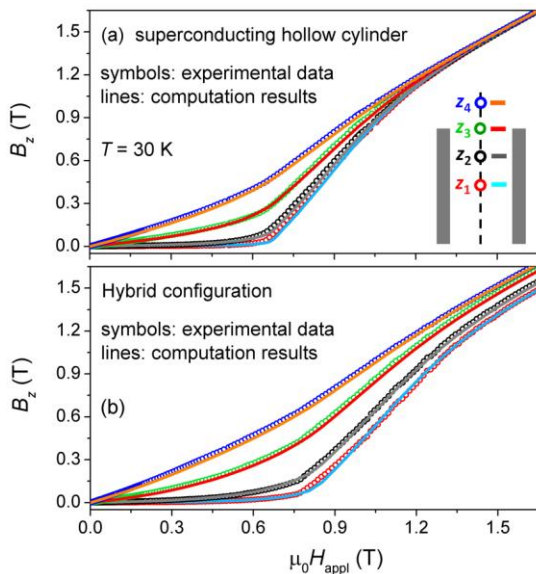 (a) superconducting hollow cylinder
symbols: experimental data
lines: computation results
T = 30 K
z4
z3
z2
z1
Bz (T)
1.5
1.2
0.9
0.6
0.3
0.0
Hybrid configuration
symbols: experimental data
lines: computation results
(b)
Bz (T)
1.5
1.2
0.9
0.6
0.3
0.0
0.0 0.3 0.6 0.9 1.2 1.5
μ0Happl (T)